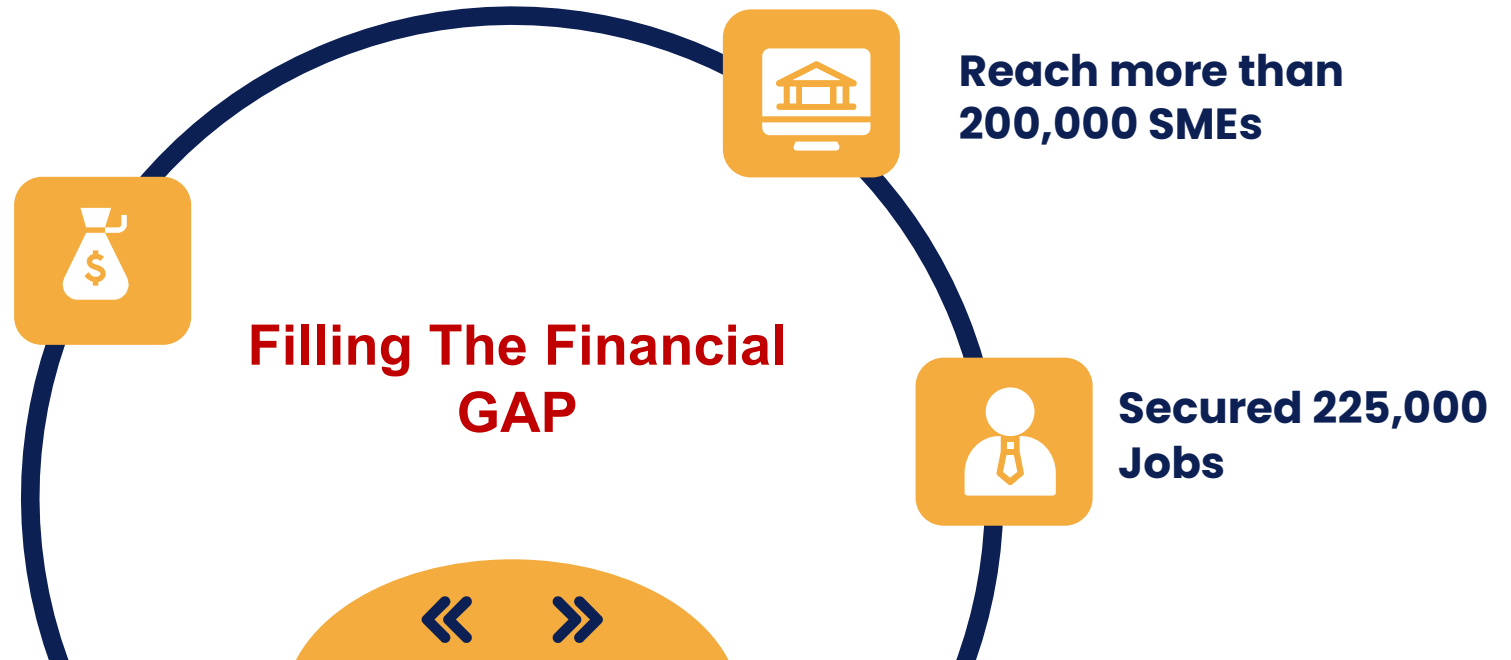 Reach more than
200,000 SMEs
$
Filling The Financial
GAP
Secured 225,000
Jobs